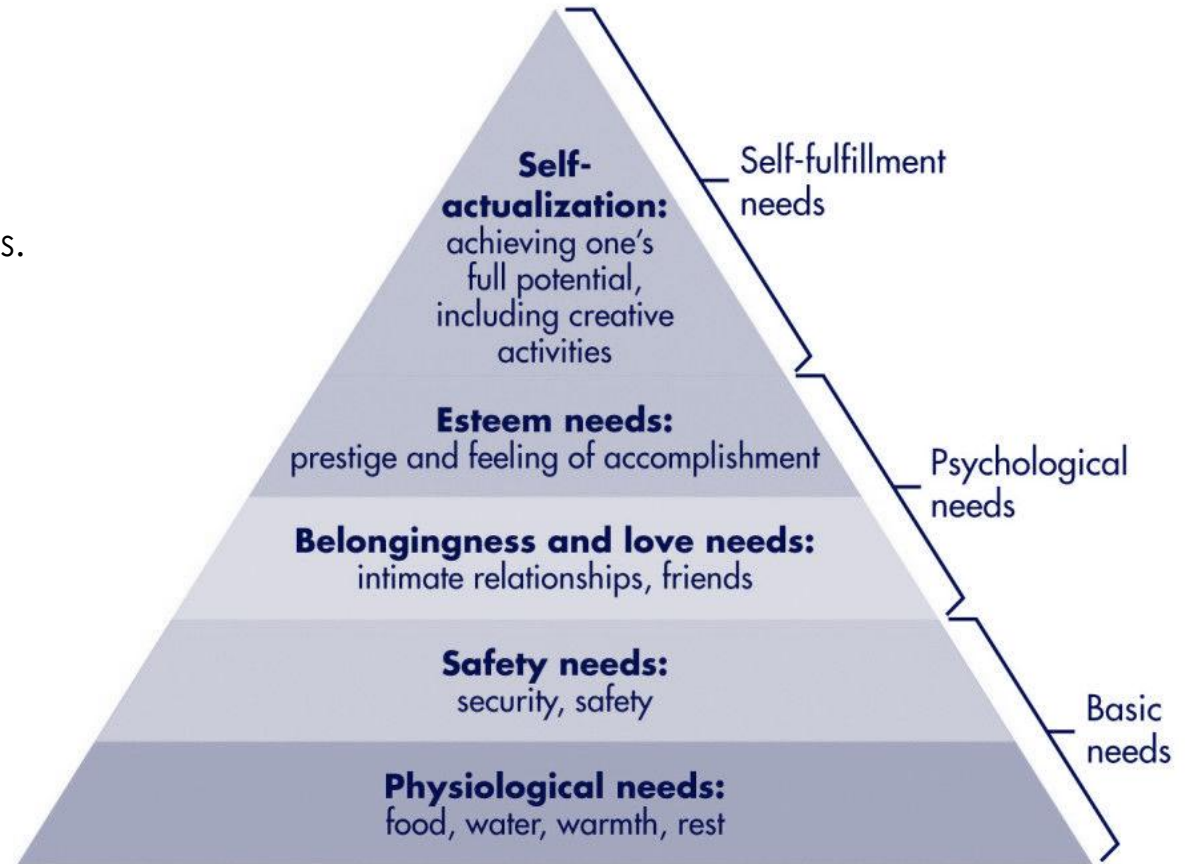 s.
Self-
actualization:
achieving one's
full potential,
including creative
activities
Self-fulfillment
needs
Esteem needs:
prestige and feeling of accomplishment
Psychological
needs
Belongingness and love needs:
intimate relationships, friends
Safety needs:
security, safety
Basic
needs
Physiological needs:
food, water, warmth, rest